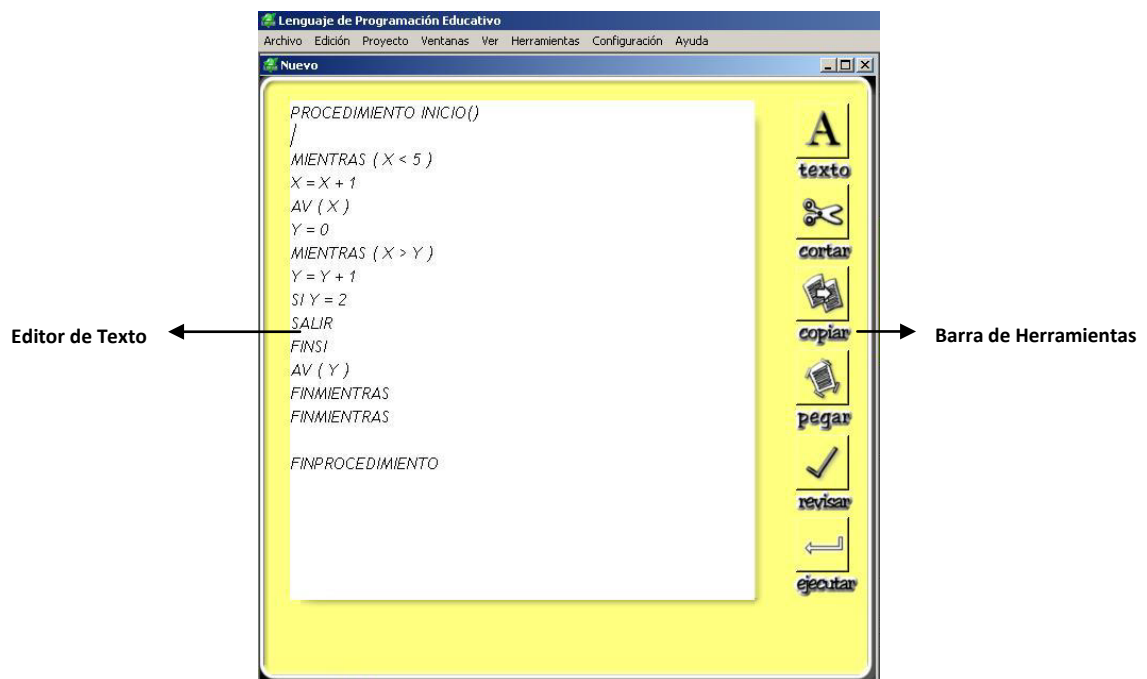 Lenguaje de Programación Educativo
Archivo Edición Proyecto Ventanas Ver Herramientas Configuración Ayuda
Nuevo
PROCEDIMIENTO INICIO()
MIENTRAS ( X < 5 )
X = X + 1
AV ( X )
Y = 0
MIENTRAS ( X > Y )
Y = Y + 1
SI Y = 2
SALIR
FINSI
AV ( Y )
FINMIENTRAS
FINMIENTRAS
FINPROCEDIMIENTO
A
texto
cortar
copiar
pegar
revisar
ejecutar
Editor de Texto
Barra de Herramientas